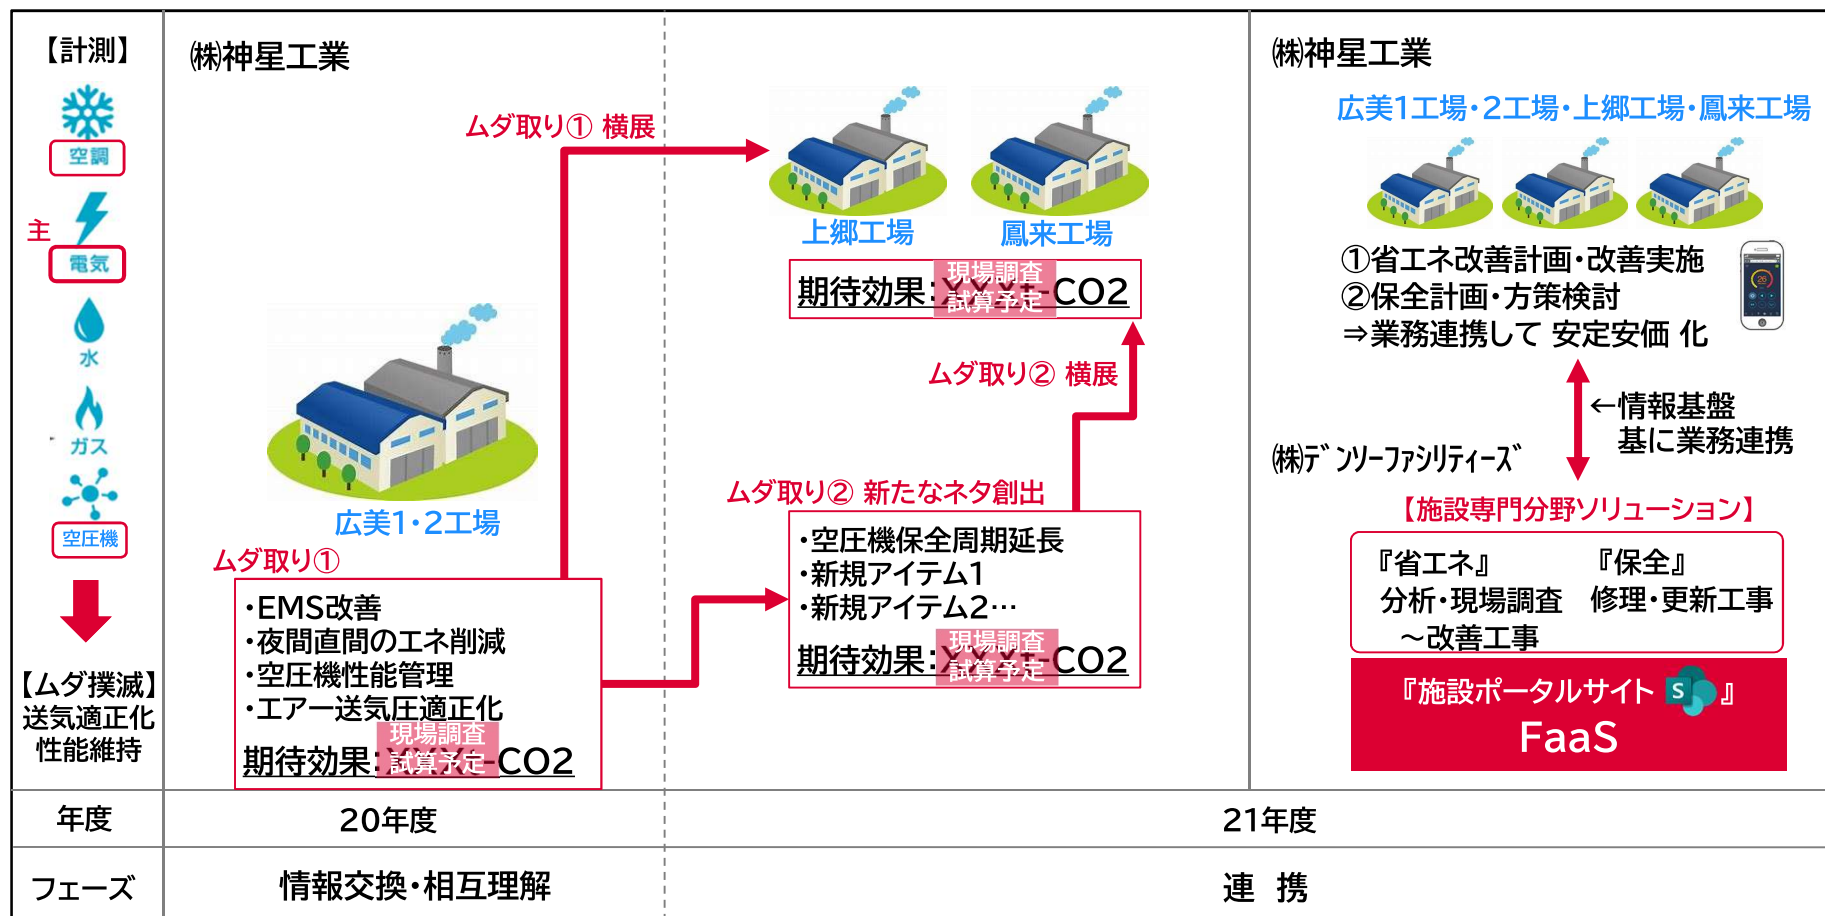 【計測】
空調
主
電気
水
ガス
空圧機
【ムダ撲滅】
送気適正化
性能維持
㈱神星工業
広美1・2工場
ムダ取り①
・EMS改善
・夜間直間のエネ削減
・空圧機性能管理
・エアー送気圧適正化
期待効果:XXXt-CO2
現場調査
試算予定
ムダ取り① 横展
上郷工場
鳳来工場
期待効果:XXXt-CO2
現場調査
試算予定
ムダ取り② 横展
ムダ取り② 新たなネタ創出
・空圧機保全周期延長
・新規アイテム1
・新規アイテム2…
期待効果:XXXt-CO2
現場調査
試算予定
㈱神星工業
広美1工場・2工場・上郷工場・鳳来工場
①省エネ改善計画・改善実施
②保全計画・方策検討
⇒業務連携して 安定安価 化
←情報基盤
基に業務連携
㈱ﾃﾞﾝｿｰﾌｧｼﾘﾃｨｰｽﾞ
【施設専門分野ソリューション】
『省エネ』
分析・現場調査
～改善工事
『保全』
修理・更新工事
『施設ポータルサイト S 』
FaaS
年度
20年度
21年度
フェーズ
情報交換・相互理解
連 携